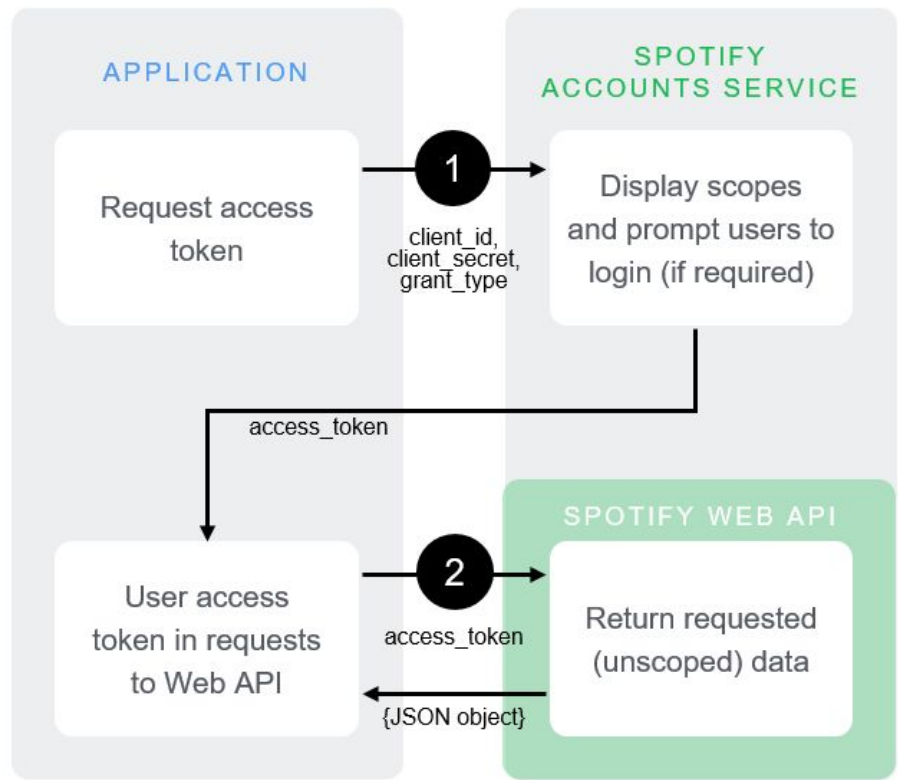 APPLICATION
SPOTIFY
ACCOUNTS SERVICE
Request access
token
1
client_id,
client_secret,
grant_type
Display scopes
and prompt users to
login (if required)
access_token
SPOTIFY WEB API
User access
token in requests
to Web API
2
access_token
{JSON object}
Return requested
(unscoped) data